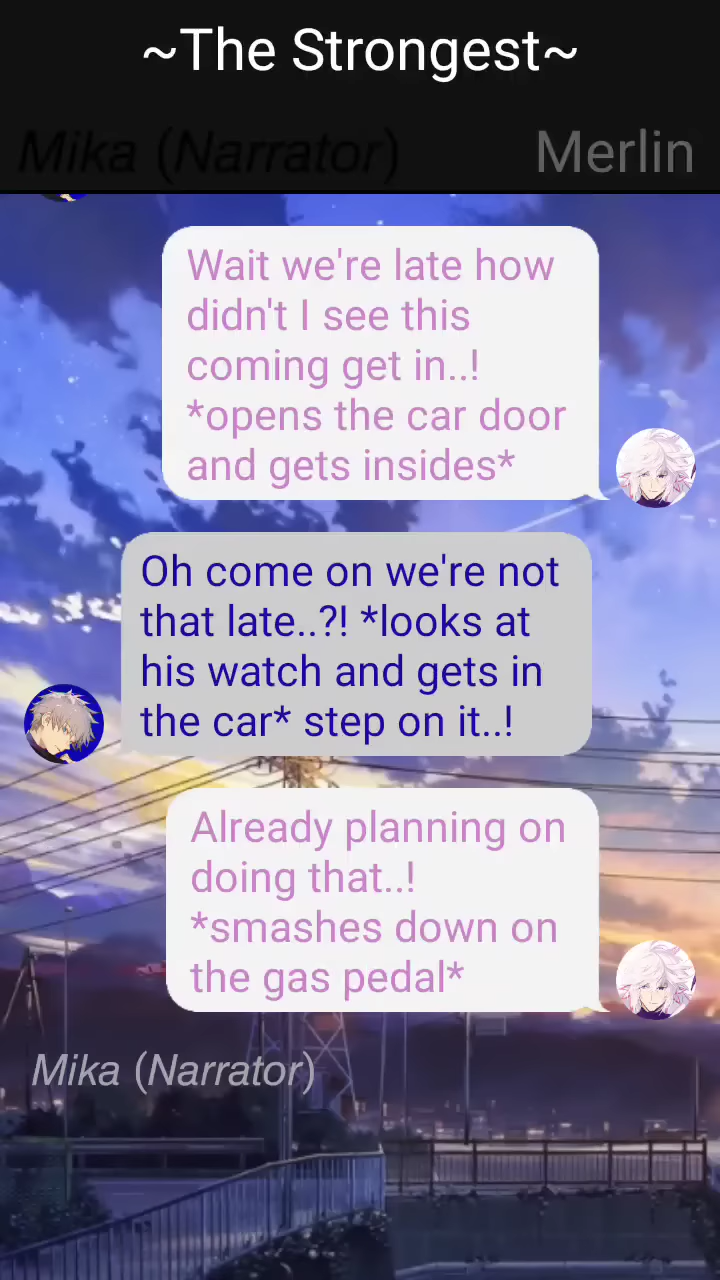 ~The Strongest~
Mika (Narrator)
Merlin
Wait we're late how
didn't I see this
coming get in..!
*opens the car door
and gets insides*
Oh come on we're not
that late..?! *looks at
his watch and gets in
the car* step on it..!
Already planning on
doing that..!
*smashes down on
the gas pedal*
Mika (Narrator)